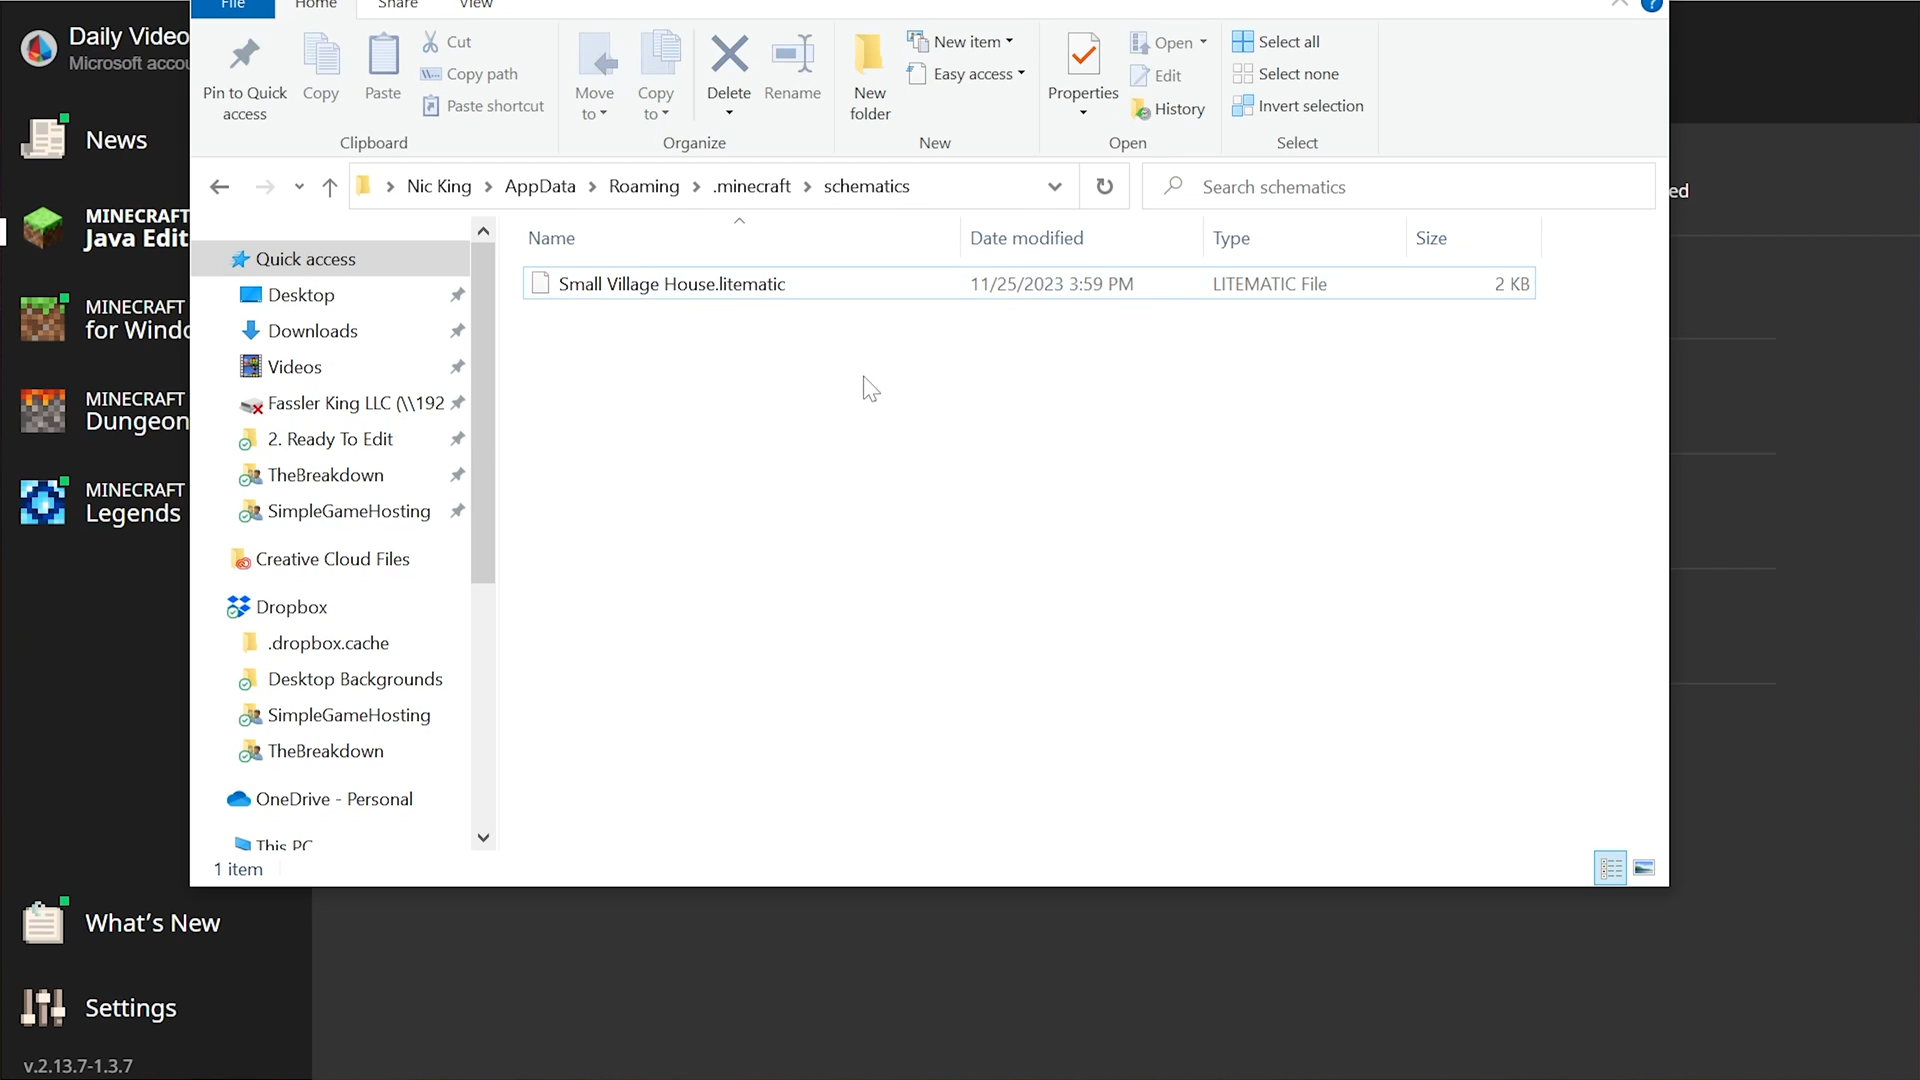 File Home Share View
Daily Video
Microsoft accou
News
MINECRAFT
Java Edit
MINECRAFT
for Windo
MINECRAFT
Dungeon
MINECRAFT
Legends
What's New
Settings
v.2.13.7-1.3.7
Pin to Quick
access
Copy
Paste
Cut
Copy path
Paste shortcut
Clipboard
Move
to
Copy
to
Delete
Rename
Organize
New
folder
New item
Easy access
New
Properties
Open
Edit
History
Open
Select all
Select none
Invert selection
Select
Nic King AppData Roaming .minecraft schematics
Search schematics
ed
Name Date modified Type Size
Small Village House.litematic 11/25/2023 3:59 PM LITEMATIC File 2 KB
Quick access
Desktop
Downloads
Videos
Fassler King LLC (\\192
2. Ready To Edit
TheBreakdown
SimpleGameHosting
Creative Cloud Files
Dropbox
.dropbox.cache
Desktop Backgrounds
SimpleGameHosting
TheBreakdown
OneDrive - Personal
This PC
1 item